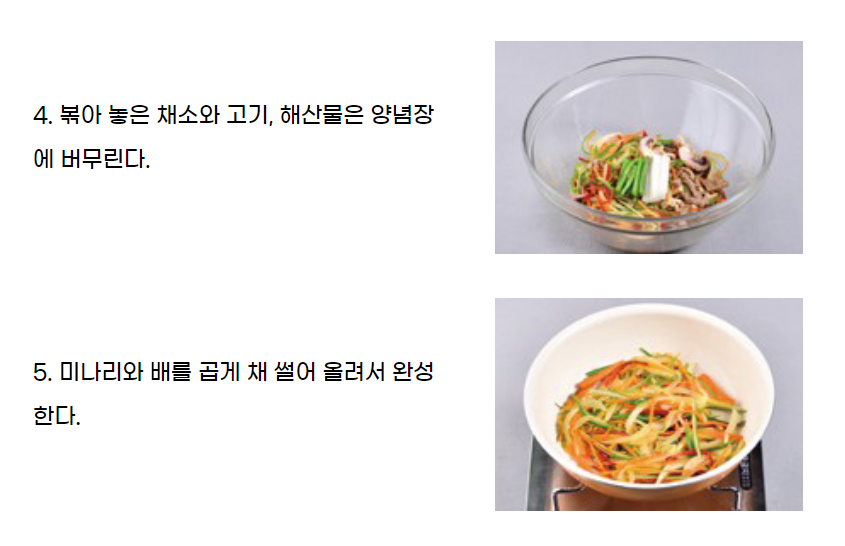 4. 볶아 놓은 채소와 고기, 해산물은 양념장
에 버무린다.
5. 미나리와 배를 곱게 채 썰어 올려서 완성
한다.